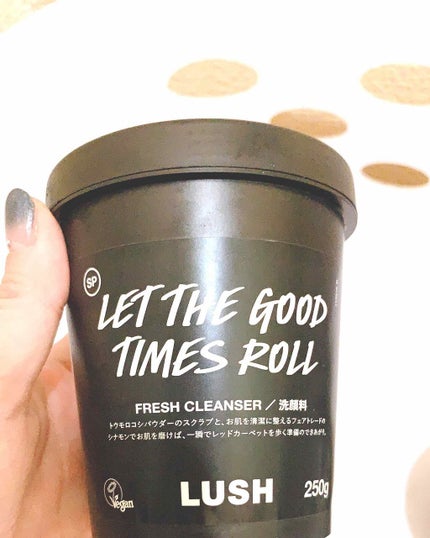 SP
LET THE GOOD
TIMES ROLL
FRESH CLEANSER / 洗顔料
トウモロコシパウダーのスクラブと、お肌を清潔に整えるフェアトレードの
シナモンでお肌を磨けば、一瞬でレッドカーペットを歩く準備のできあがり。
Vegan
LUSH 250g